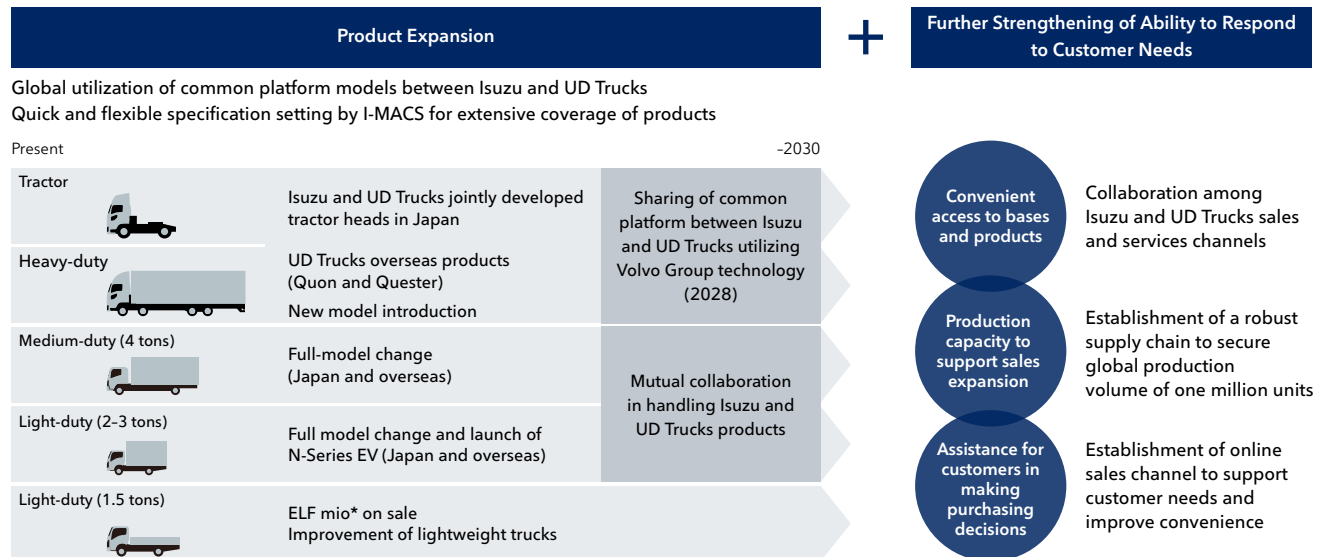 Product Expansion
+
Further Strengthening of Ability to Respond
to Customer Needs
Global utilization of common platform models between Isuzu and UD Trucks
Quick and flexible specification setting by I-MACS for extensive coverage of products
Present
–2030
Tractor
Isuzu and UD Trucks jointly developed
tractor heads in Japan
Heavy-duty
UD Trucks overseas products
(Quon and Quester)
New model introduction
Sharing of common
platform between Isuzu
and UD Trucks utilizing
Volvo Group technology
(2028)
Medium-duty (4 tons)
Full-model change
(Japan and overseas)
Light-duty (2–3 tons)
Full model change and launch of
N-Series EV (Japan and overseas)
Mutual collaboration
in handling Isuzu and
UD Trucks products
Light-duty (1.5 tons)
ELF mio* on sale
Improvement of lightweight trucks
Convenient
access to bases
and products
Collaboration among
Isuzu and UD Trucks sales
and services channels
Production
capacity to
support sales
expansion
Establishment of a robust
supply chain to secure
global production
volume of one million units
Assistance for
customers in
making
purchasing
decisions
Establishment of online
sales channel to support
customer needs and
improve convenience